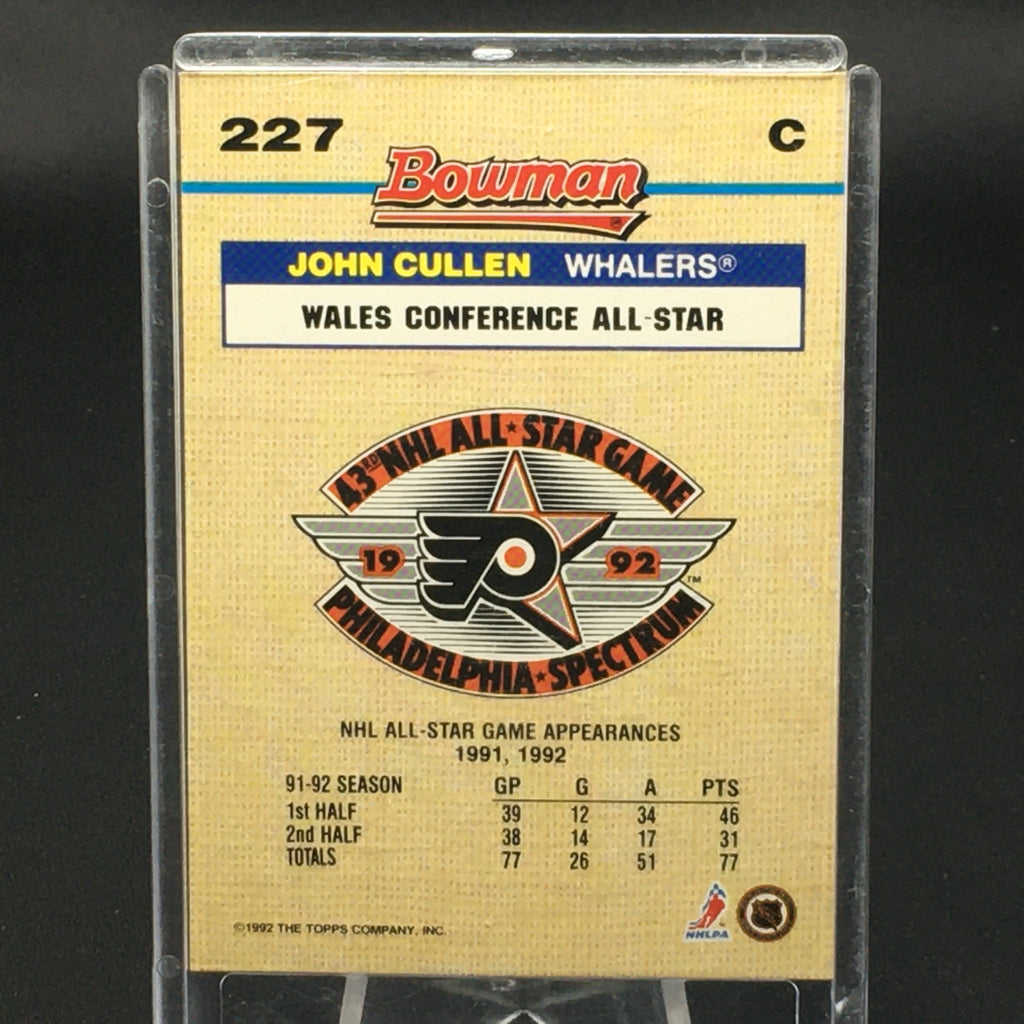 227 C
Bowman
JOHN CULLEN WHALERS®
WALES CONFERENCE ALL-STAR
43RD NHL ALL★STAR GAME
19 92
™
PHILADELPHIA★SPECTRUM
NHL ALL-STAR GAME APPEARANCES
1991, 1992
91-92 SEASON GP G A PTS
1st HALF 39 12 34 46
2nd HALF 38 14 17 31
TOTALS 77 26 51 77
NHLPA
©1992 THE TOPPS COMPANY, INC.